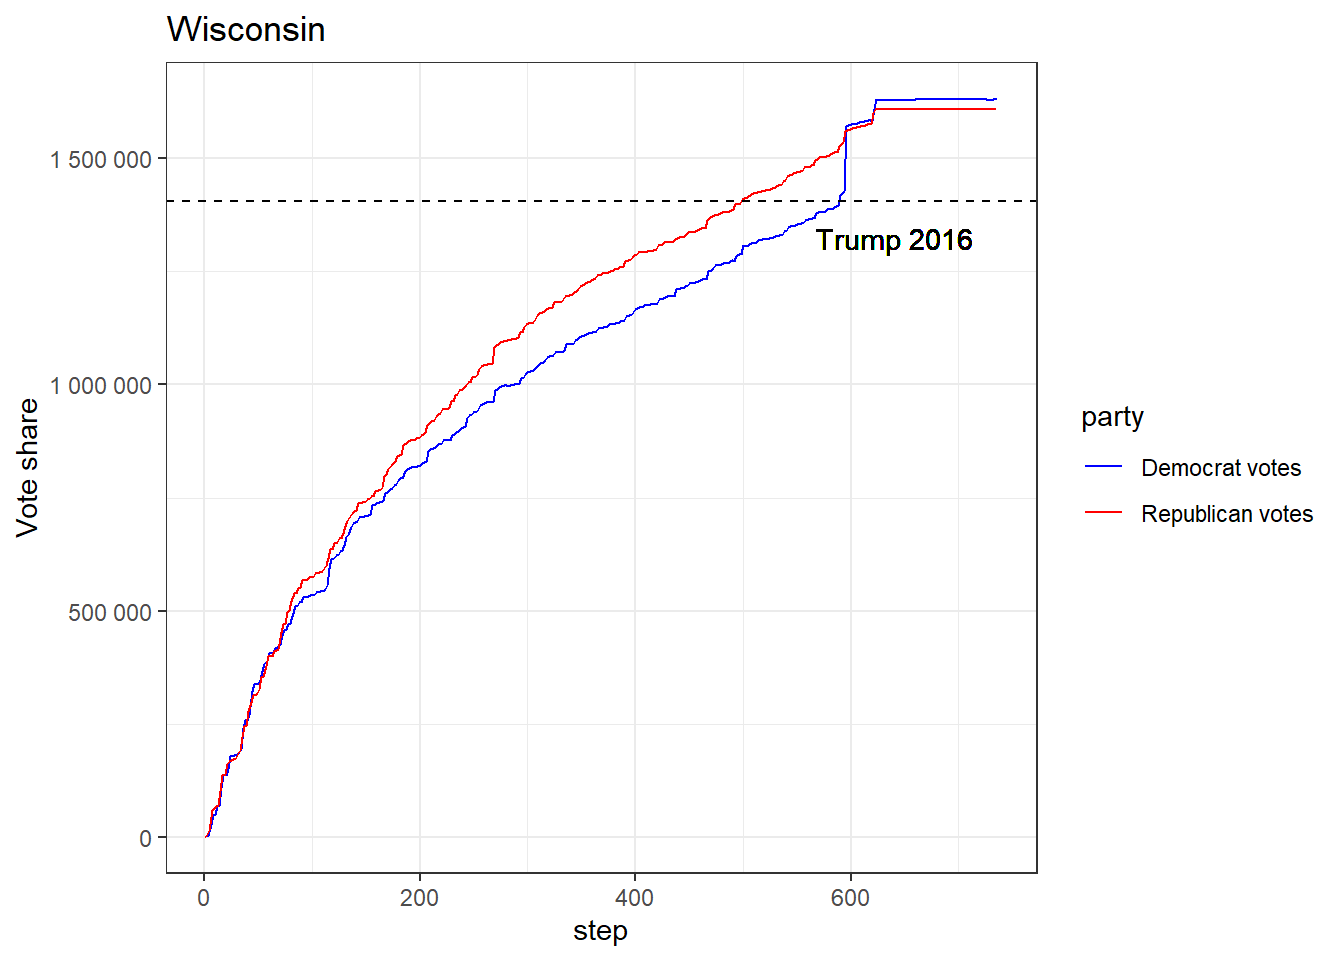 Wisconsin
Vote share
1 500 000
1 000 000
500 000
0
Trump 2016
0 200 400 600
step
party
Democrat votes
Republican votes